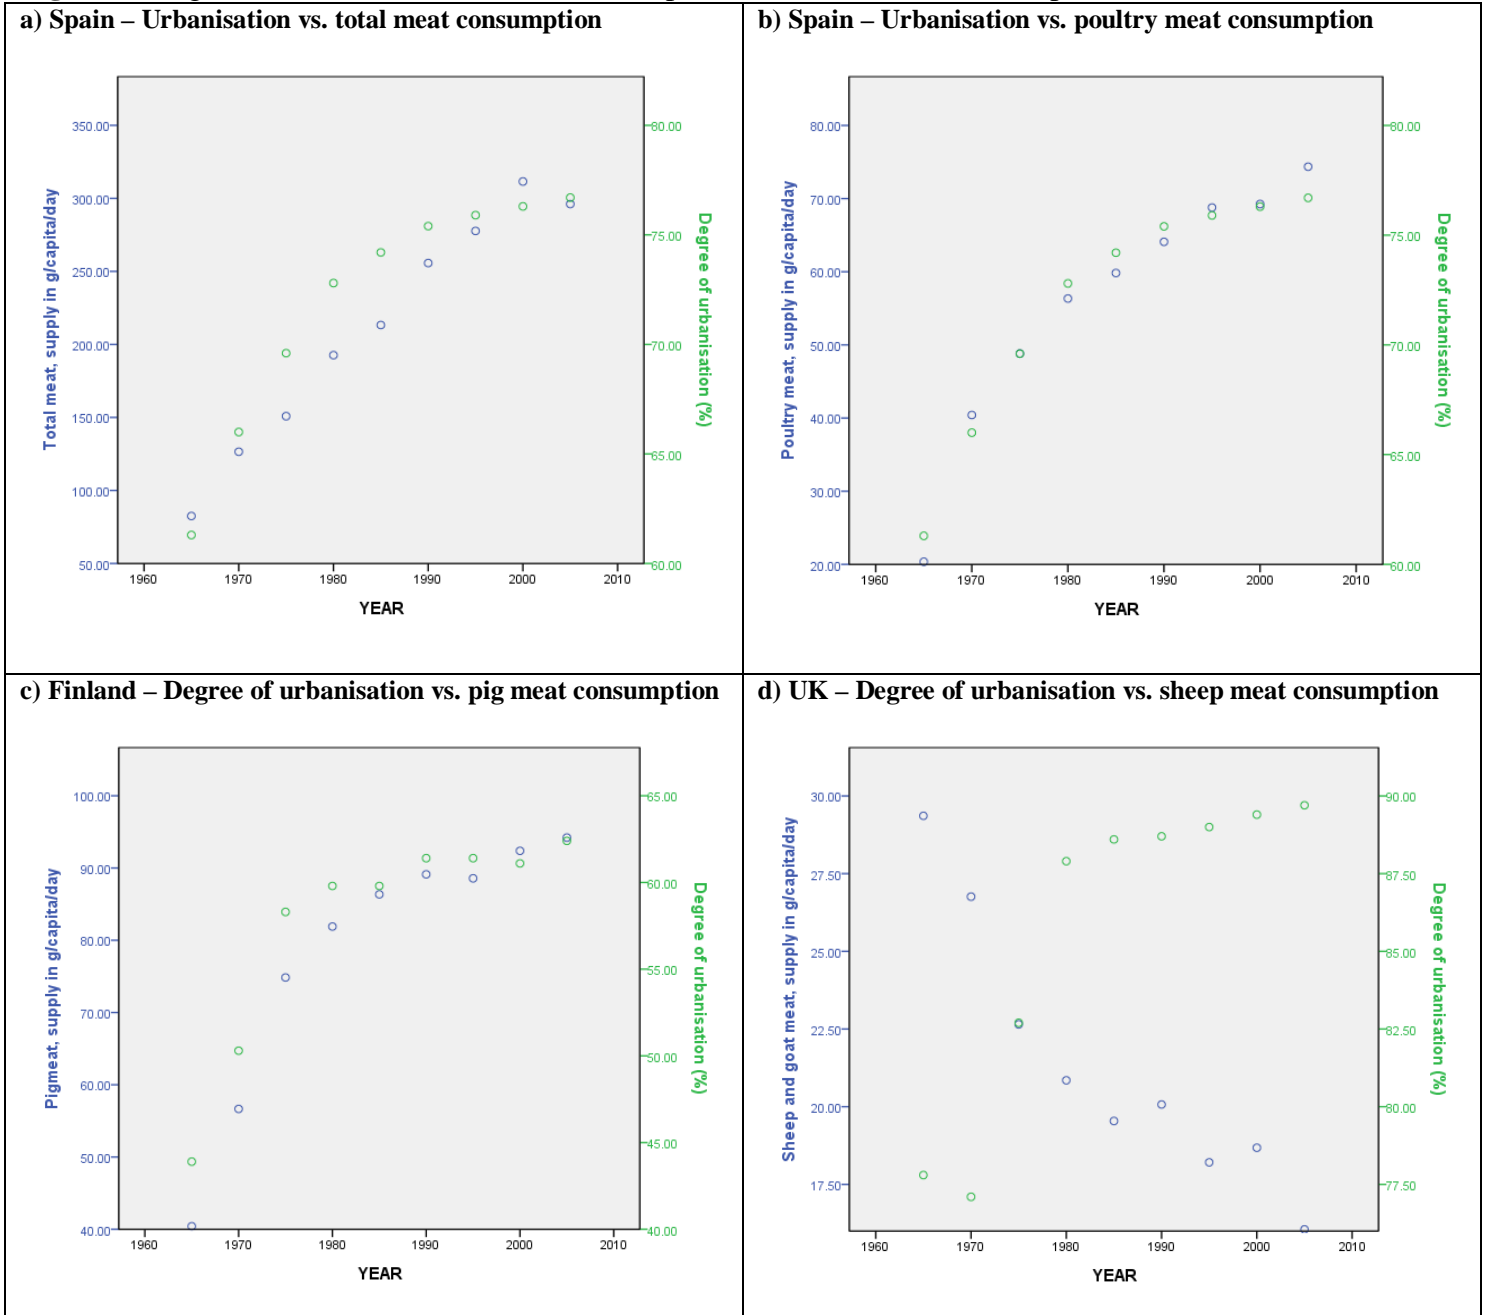 a) Spain – Urbanisation vs. total meat consumption
350.00
300.00
250.00
200.00
150.00
100.00
50.00
Total meat, supply in g/capita/day
80.00
75.00
70.00
65.00
60.00
Degree of urbanisation (%)
1960 1970 1980 1990 2000 2010
YEAR
b) Spain – Urbanisation vs. poultry meat consumption
80.00
70.00
60.00
50.00
40.00
30.00
20.00
Poultry meat, supply in g/capita/day
80.00
75.00
70.00
65.00
60.00
Degree of urbanisation (%)
1960 1970 1980 1990 2000 2010
YEAR
c) Finland – Degree of urbanisation vs. pig meat consumption
100.00
90.00
80.00
70.00
60.00
50.00
40.00
Pigmeat, supply in g/capita/day
65.00
60.00
55.00
50.00
45.00
40.00
Degree of urbanisation (%)
1960 1970 1980 1990 2000 2010
YEAR
d) UK – Degree of urbanisation vs. sheep meat consumption
30.00
27.50
25.00
22.50
20.00
17.50
Sheep and goat meat, supply in g/capita/day
90.00
87.50
85.00
82.50
80.00
77.50
Degree of urbanisation (%)
1960 1970 1980 1990 2000 2010
YEAR